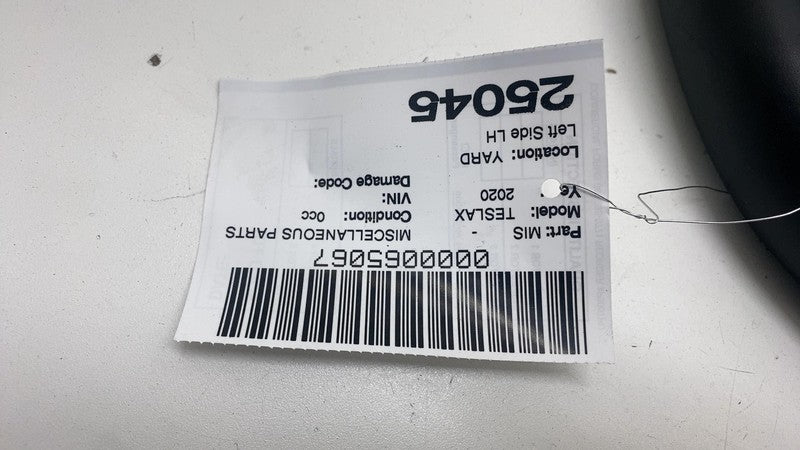 0000065067
Part: MIS - MISCELLANEOUS PARTS
Model: TESLAX Condition: 0cc
Ye 2020 VIN:
Damage Code:
Location: YARD
Left Side LH
25045